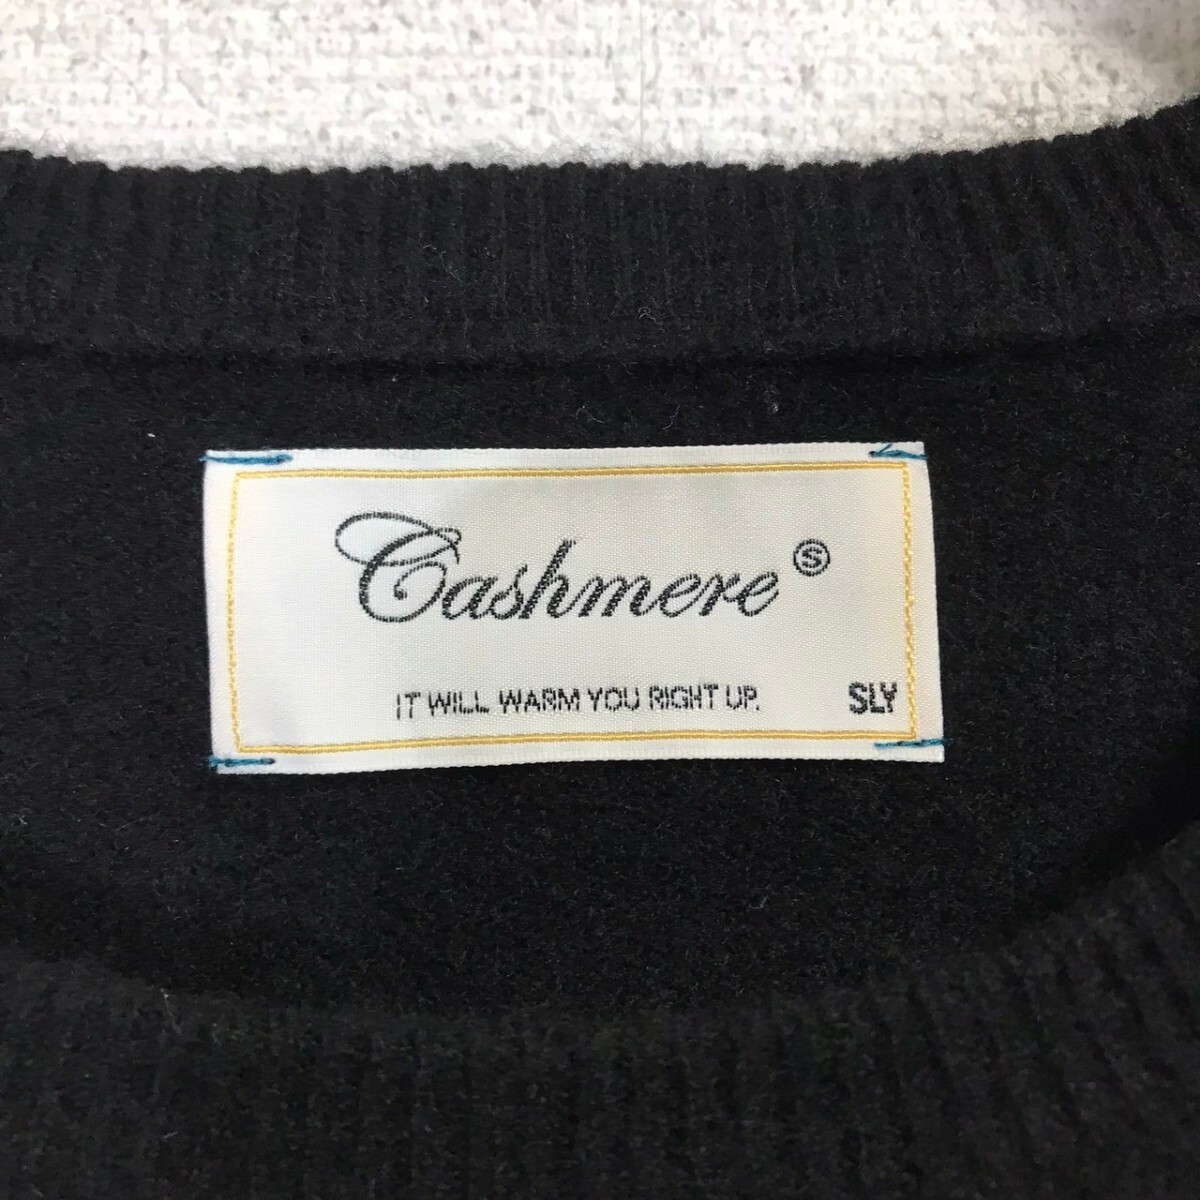 Cashmere Ⓢ
IT WILL WARM YOU RIGHT UP.
SLY